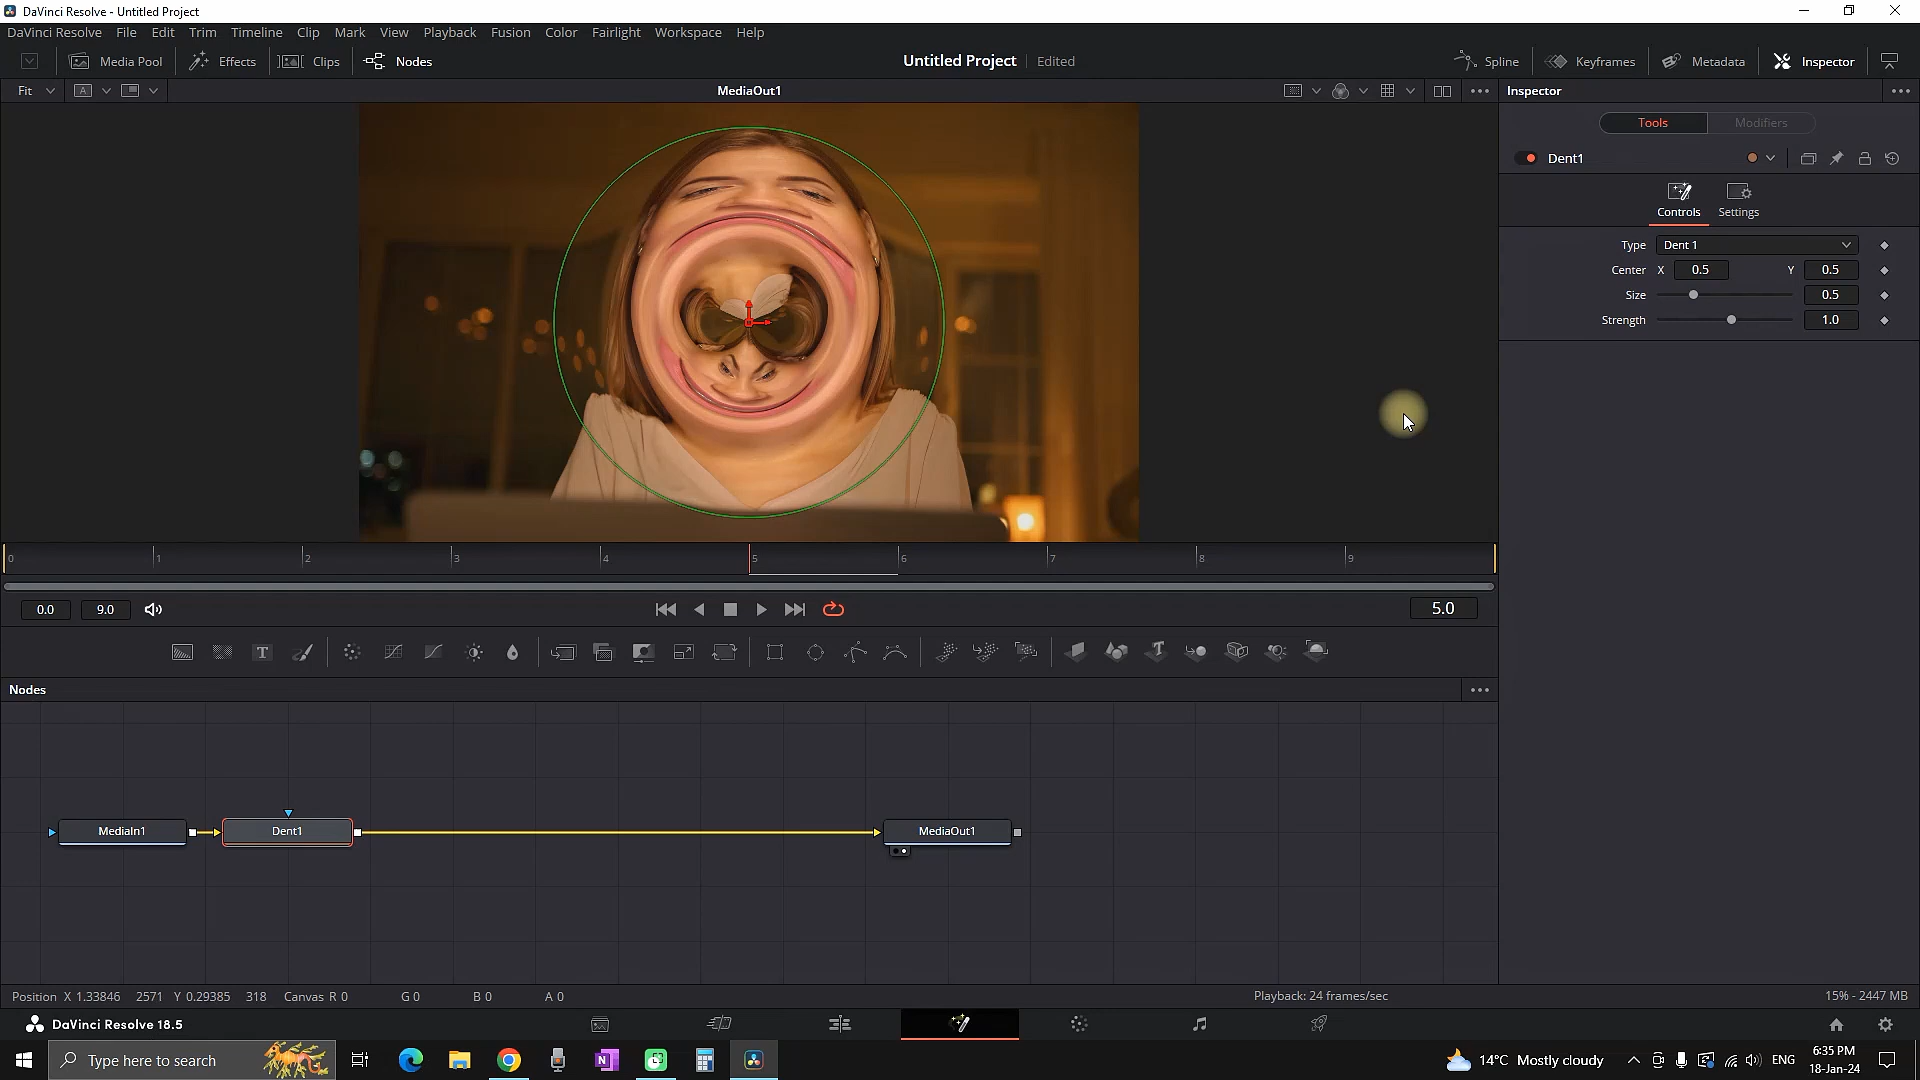 DaVinci Resolve - Untitled Project
DaVinci Resolve File Edit Trim Timeline Clip Mark View Playback Fusion Color Fairlight Workspace Help
Media Pool Effects Clips Nodes Untitled Project Edited Spline Keyframes Metadata Inspector
Fit A MediaOut1 Inspector
Tools Modifiers
Dent1
Controls Settings
Type Dent 1
Center X 0.5 Y 0.5
Size 0.5
Strength 1.0
0 1 2 3 4 5 6 7 8 9
0.0 9.0 5.0
T T
Nodes
MediaIn1 Dent1 MediaOut1
Position X 1.33846 2571 Y 0.29385 318 Canvas R 0 G 0 B 0 A 0 Playback: 24 frames/sec 15% - 2447 MB
DaVinci Resolve 18.5
Type here to search N 14°C Mostly cloudy ENG 6:35 PM
18-Jan-24